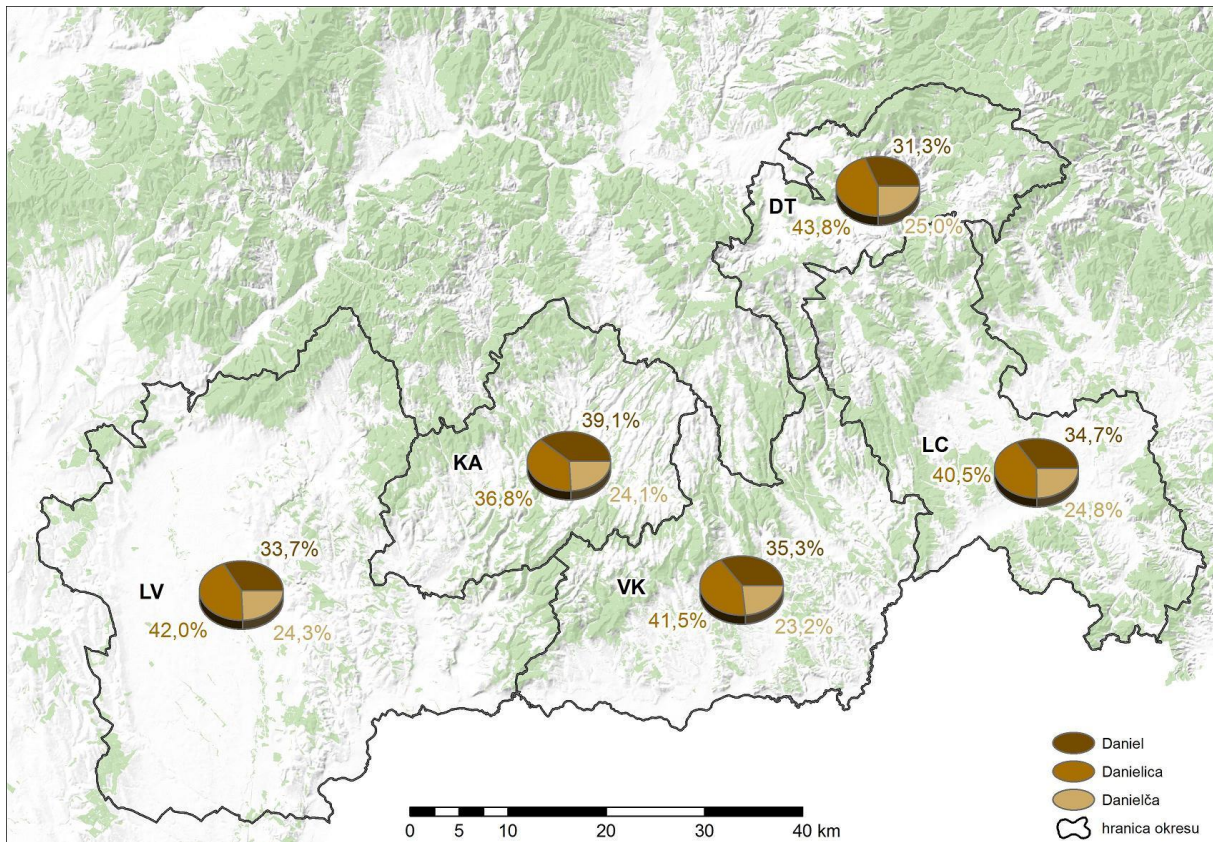 31,3%
DT
43,8%
25,0%
39,1%
KA
36,8%
24,1%
LC
34,7%
40,5%
24,8%
33,7%
LV
42,0%
24,3%
35,3%
VK
41,5%
23,2%
Daniel
Danielica
Danielča
hranica okresu
0 5 10 20 30 40 km